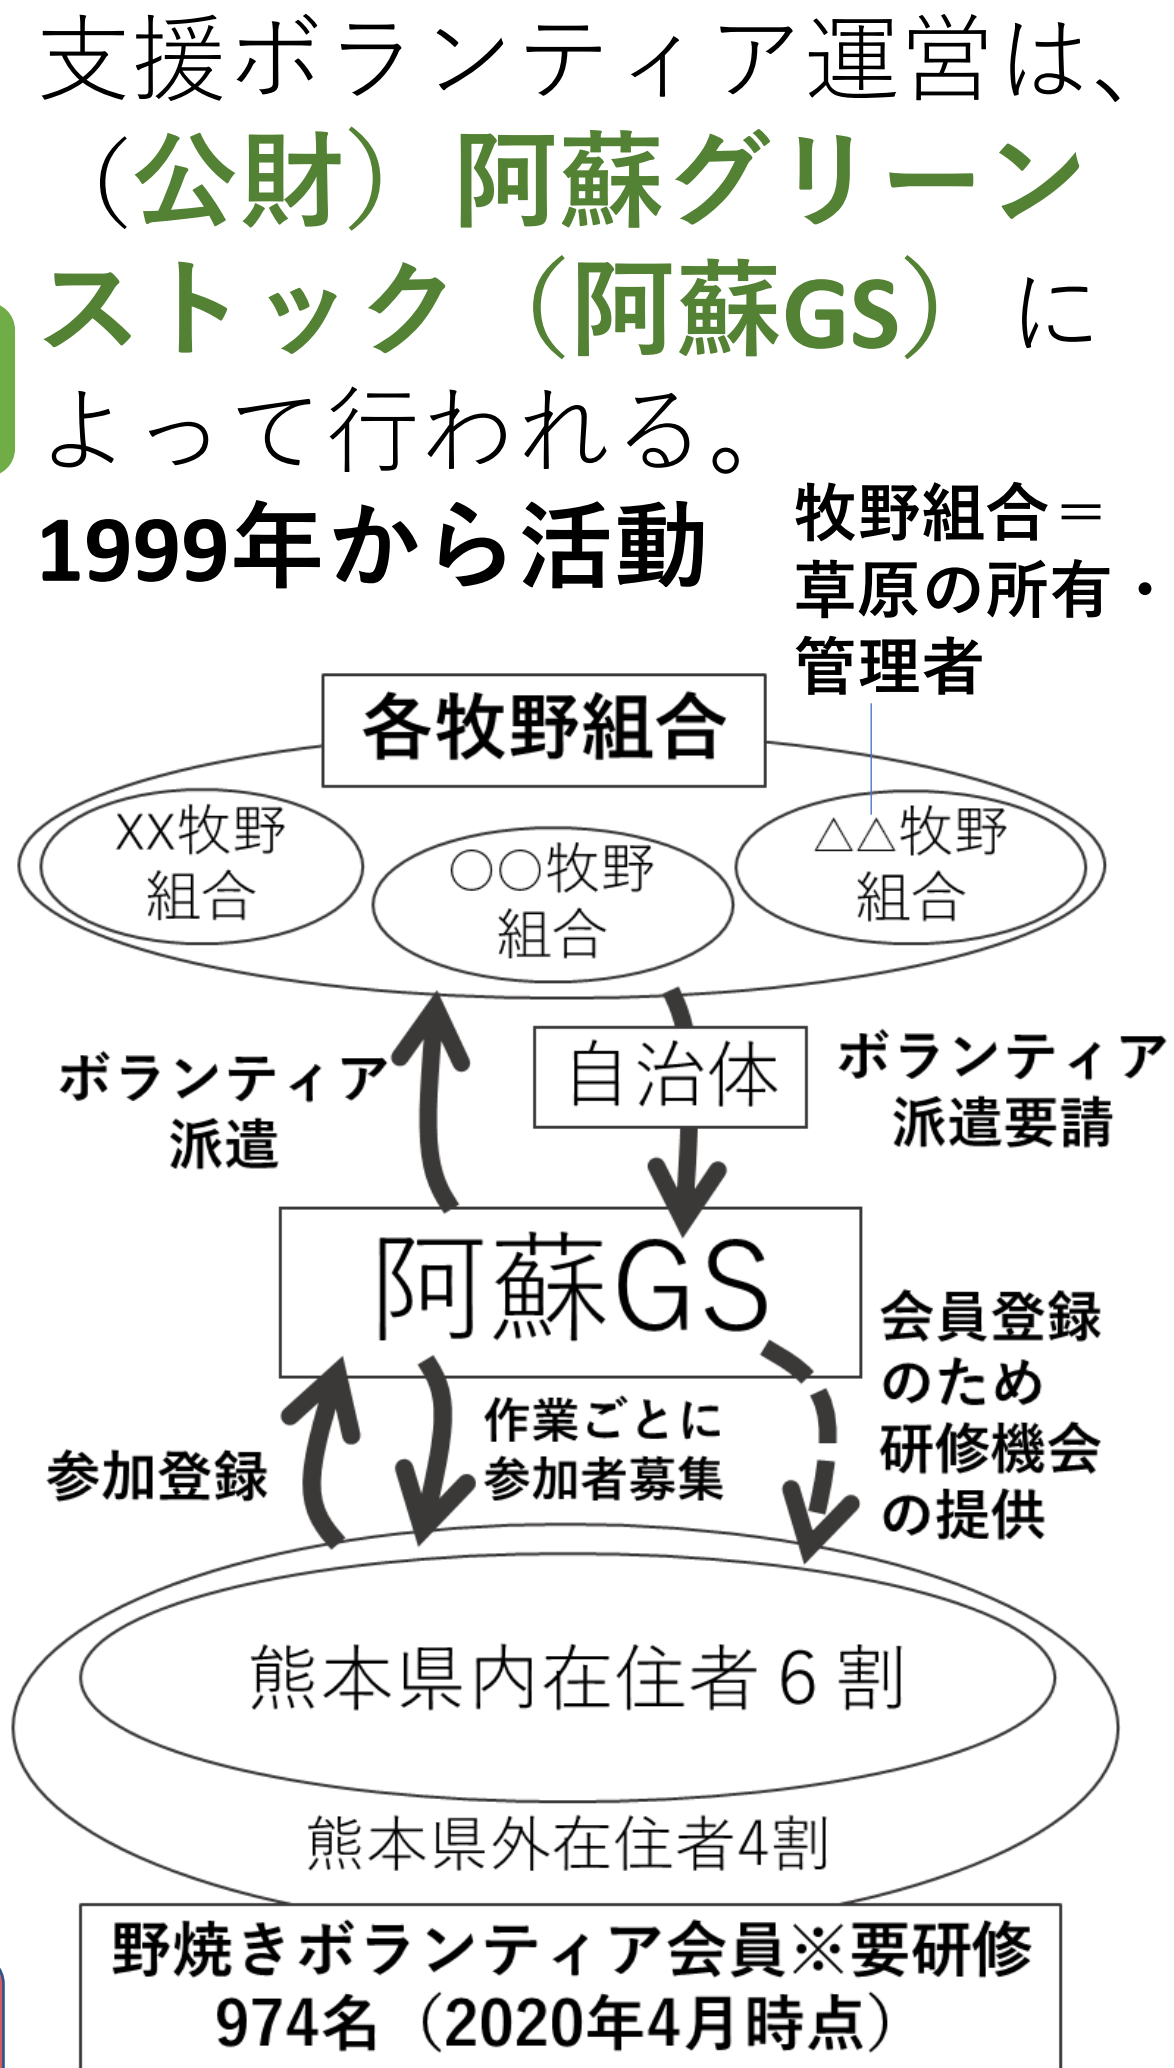 支援ボランティア運営は、
（公財）阿蘇グリーン
ストック（阿蘇GS）に
よって行われる。
1999年から活動
牧野組合＝
草原の所有・
管理者
各牧野組合
XX牧野
組合
○○牧野
組合
△△牧野
組合
ボランティア
派遣
自治体
ボランティア
派遣要請
阿蘇GS
参加登録
作業ごとに
参加者募集
会員登録
のため
研修機会
の提供
熊本県内在住者６割
熊本県外在住者4割
野焼きボランティア会員※要研修
974名（2020年4月時点）